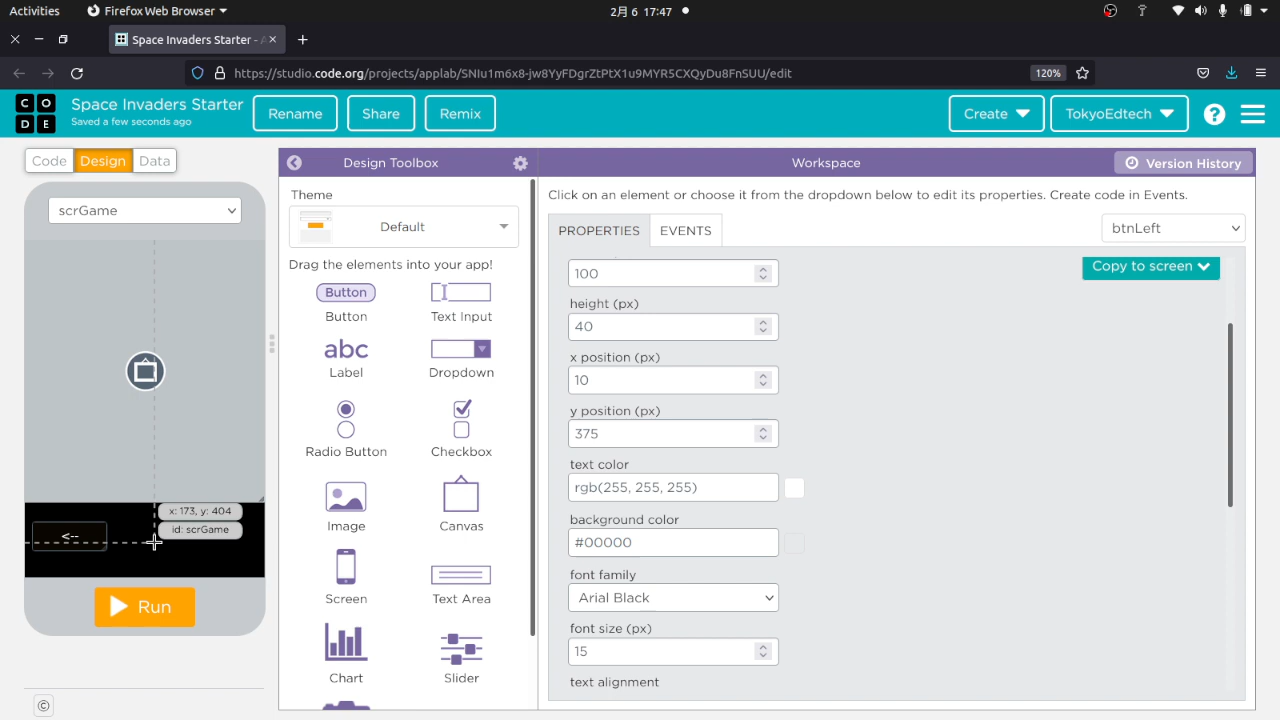 Activities
Firefox Web Browser
2月 6 17:47
Space Invaders Starter - A
https://studio.code.org/projects/applab/SNIu1m6x8-jw8YyFDgrZtPtX1u9MYR5CXQyDu8FnSUU/edit
120%
C O
D E
Space Invaders Starter
Saved a few seconds ago
Rename
Share
Remix
Create
TokyoEdtech
?
Code
Design
Data
Design Toolbox
Workspace
Version History
scrGame
Theme
Default
Drag the elements into your app!
Button
Button
Text Input
abc
Label
Dropdown
Radio Button
Checkbox
Image
Canvas
Screen
Text Area
Chart
Slider
Click on an element or choose it from the dropdown below to edit its properties. Create code in Events.
PROPERTIES
EVENTS
btnLeft
Copy to screen
100
height (px)
40
x position (px)
10
y position (px)
375
text color
rgb(255, 255, 255)
background color
#00000
font family
Arial Black
font size (px)
15
text alignment
x: 173, y: 404
id: scrGame
<--
Run
©